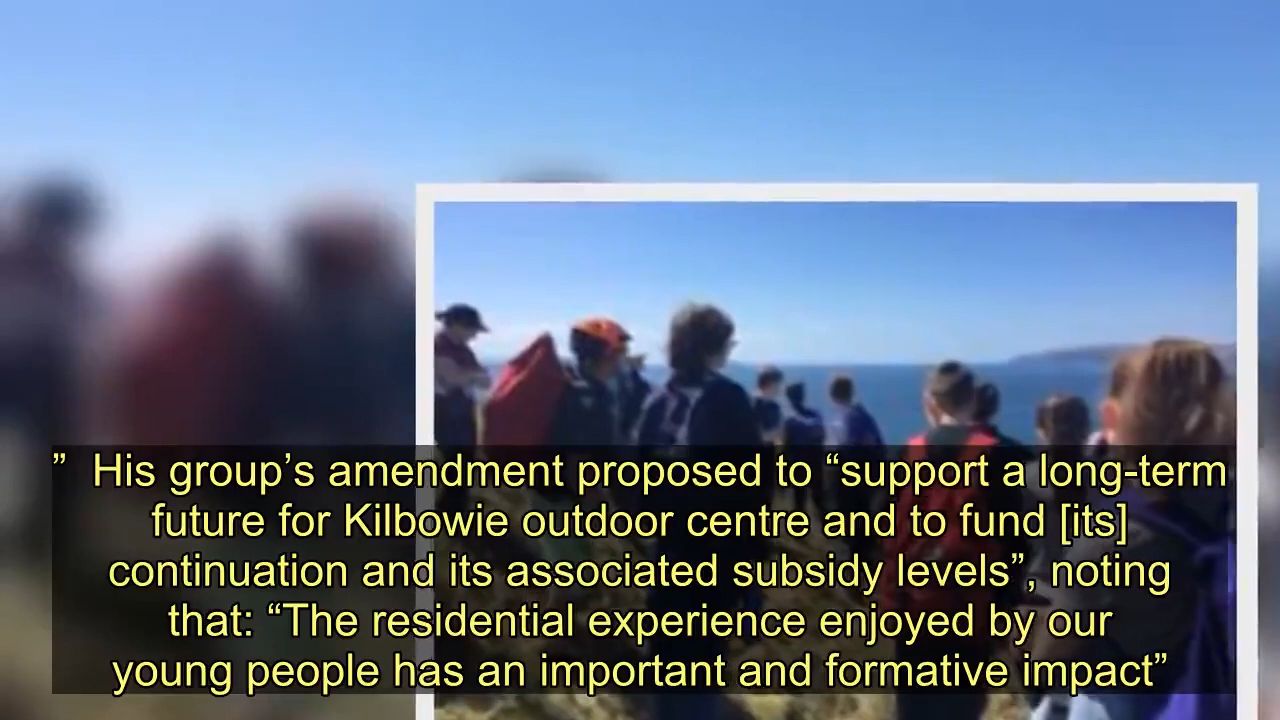 ” His group’s amendment proposed to “support a long-term
future for Kilbowie outdoor centre and to fund [its]
continuation and its associated subsidy levels”, noting
that: “The residential experience enjoyed by our
young people has an important and formative impact”